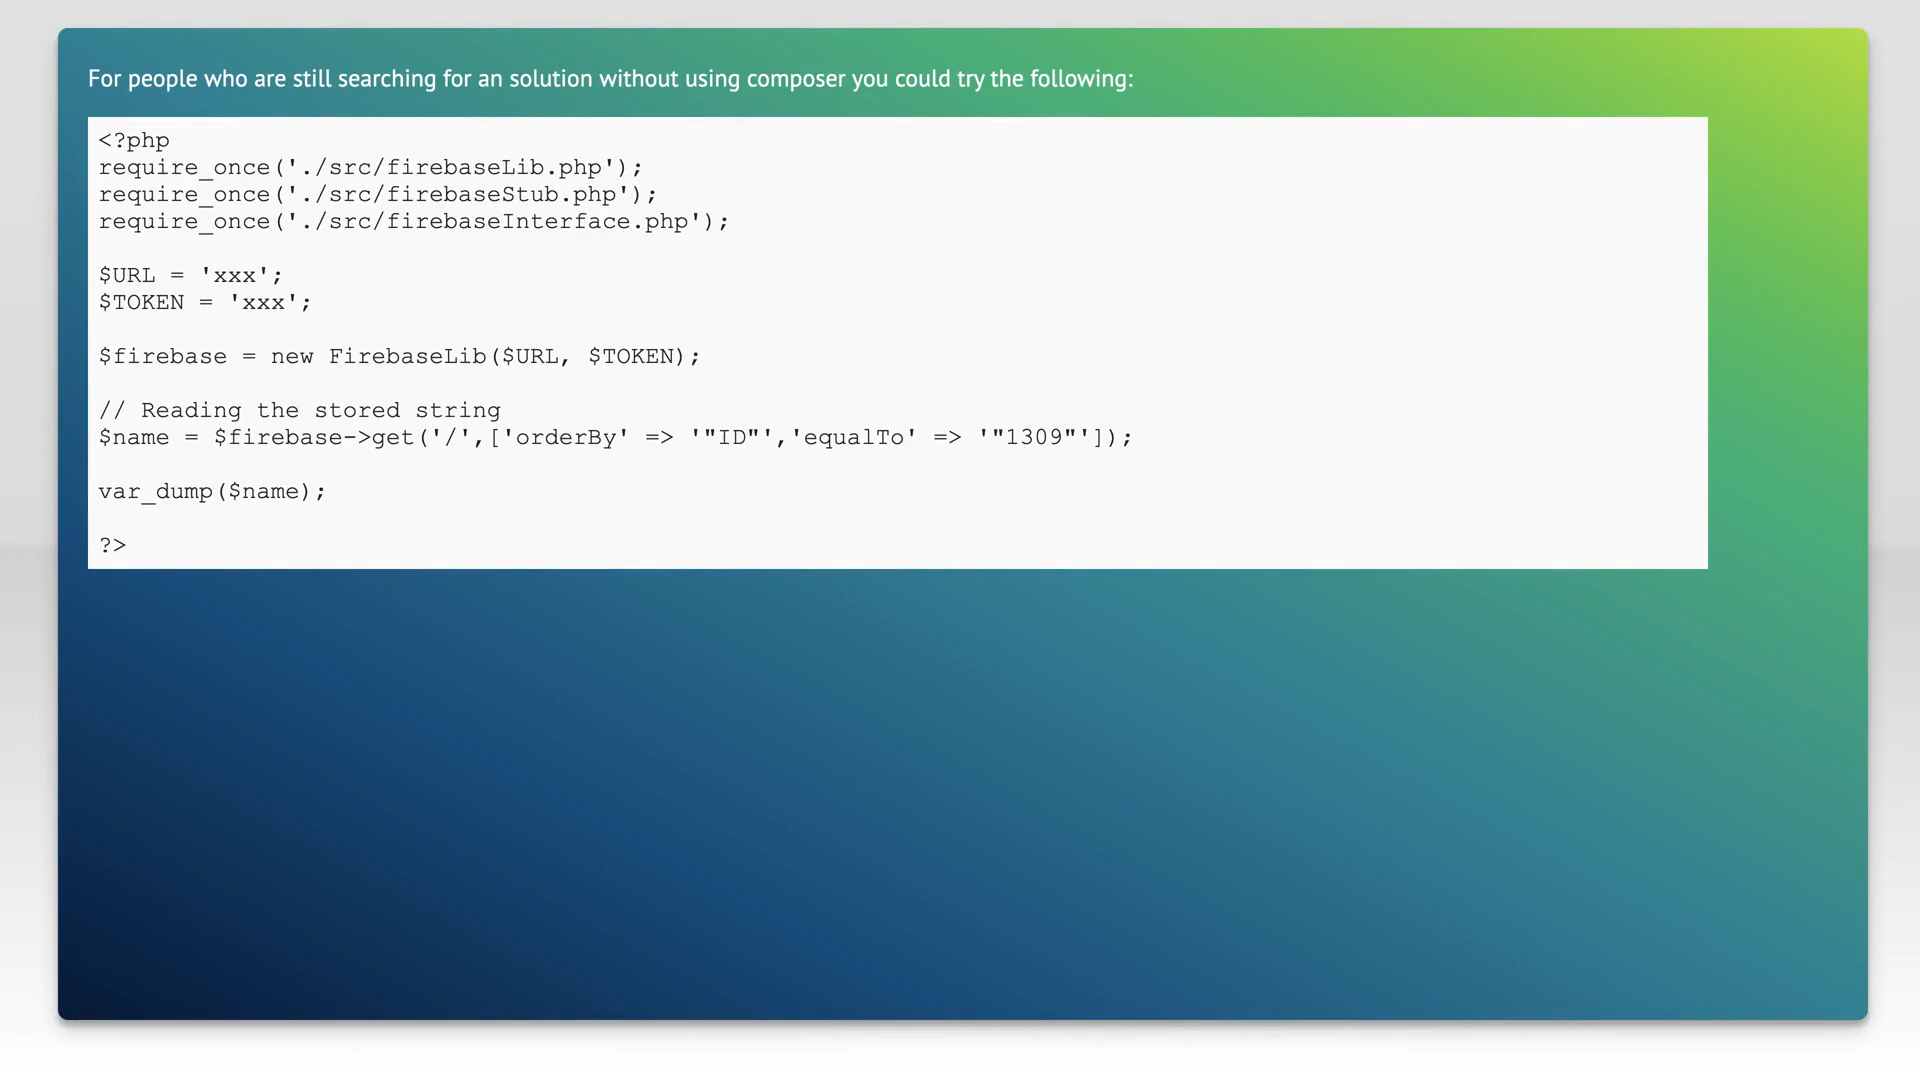 For people who are still searching for an solution without using composer you could try the following:
<?php
require_once('./src/firebaseLib.php');
require_once('./src/firebaseStub.php');
require_once('./src/firebaseInterface.php');
$URL = 'xxx';
$TOKEN = 'xxx';
$firebase = new FirebaseLib($URL, $TOKEN);
// Reading the stored string
$name = $firebase->get('/',['orderBy' => '"ID"','equalTo' => '"1309"']);
var_dump($name);
?>